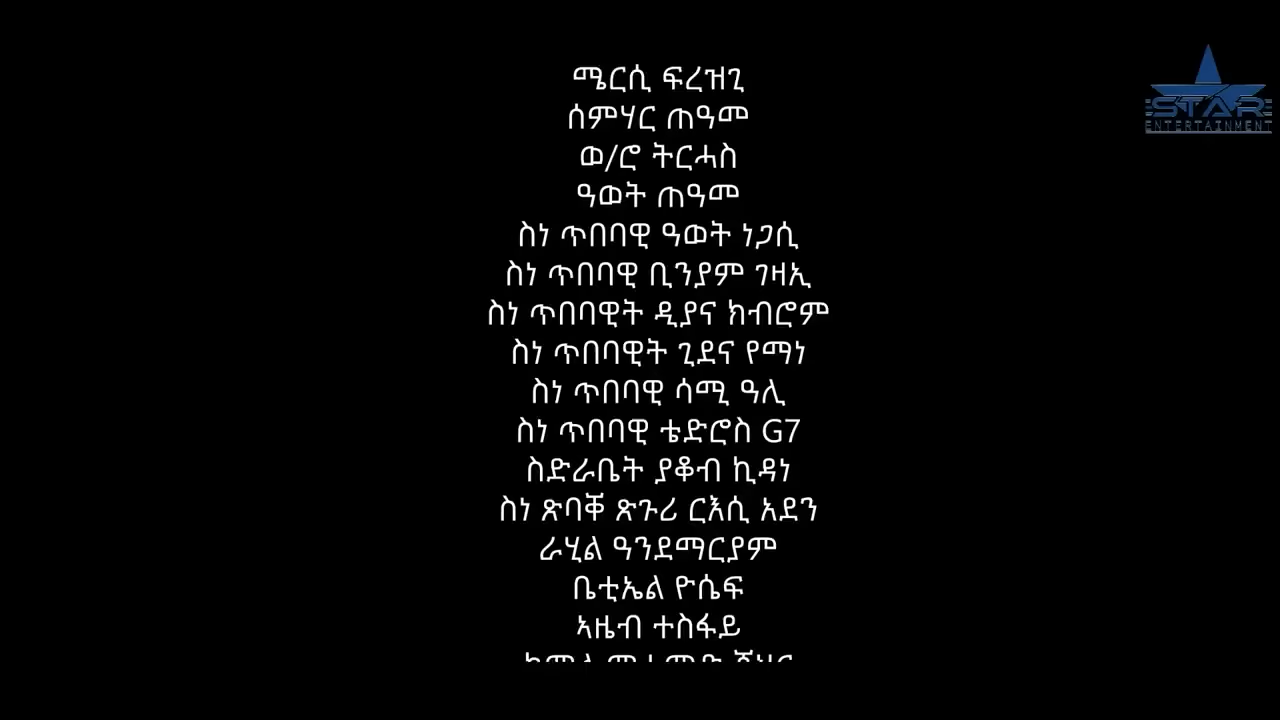 ሜርሲ ፍረዝጊ
ሰምሃር ጠዓመ
ወ/ሮ ትርሓስ
ዓወት ጠዓመ
ስነ ጥበባዊ ዓወት ነጋሲ
ስነ ጥበባዊ ቢንያም ገዛኢ
ስነ ጥበባዊት ዲያና ክብሮም
ስነ ጥበባዊት ጊደና የማነ
ስነ ጥበባዊ ሳሚ ዓሊ
ስነ ጥበባዊ ቴድሮስ G7
ስድራቤት ያቆብ ኪዳነ
ስነ ጽባቐ ጽጉሪ ርእሲ አደን
ራሂል ዓንደማርያም
ቤቲኤል ዮሴፍ
ኣዜብ ተስፋይ
STAR
ENTERTAINMENT